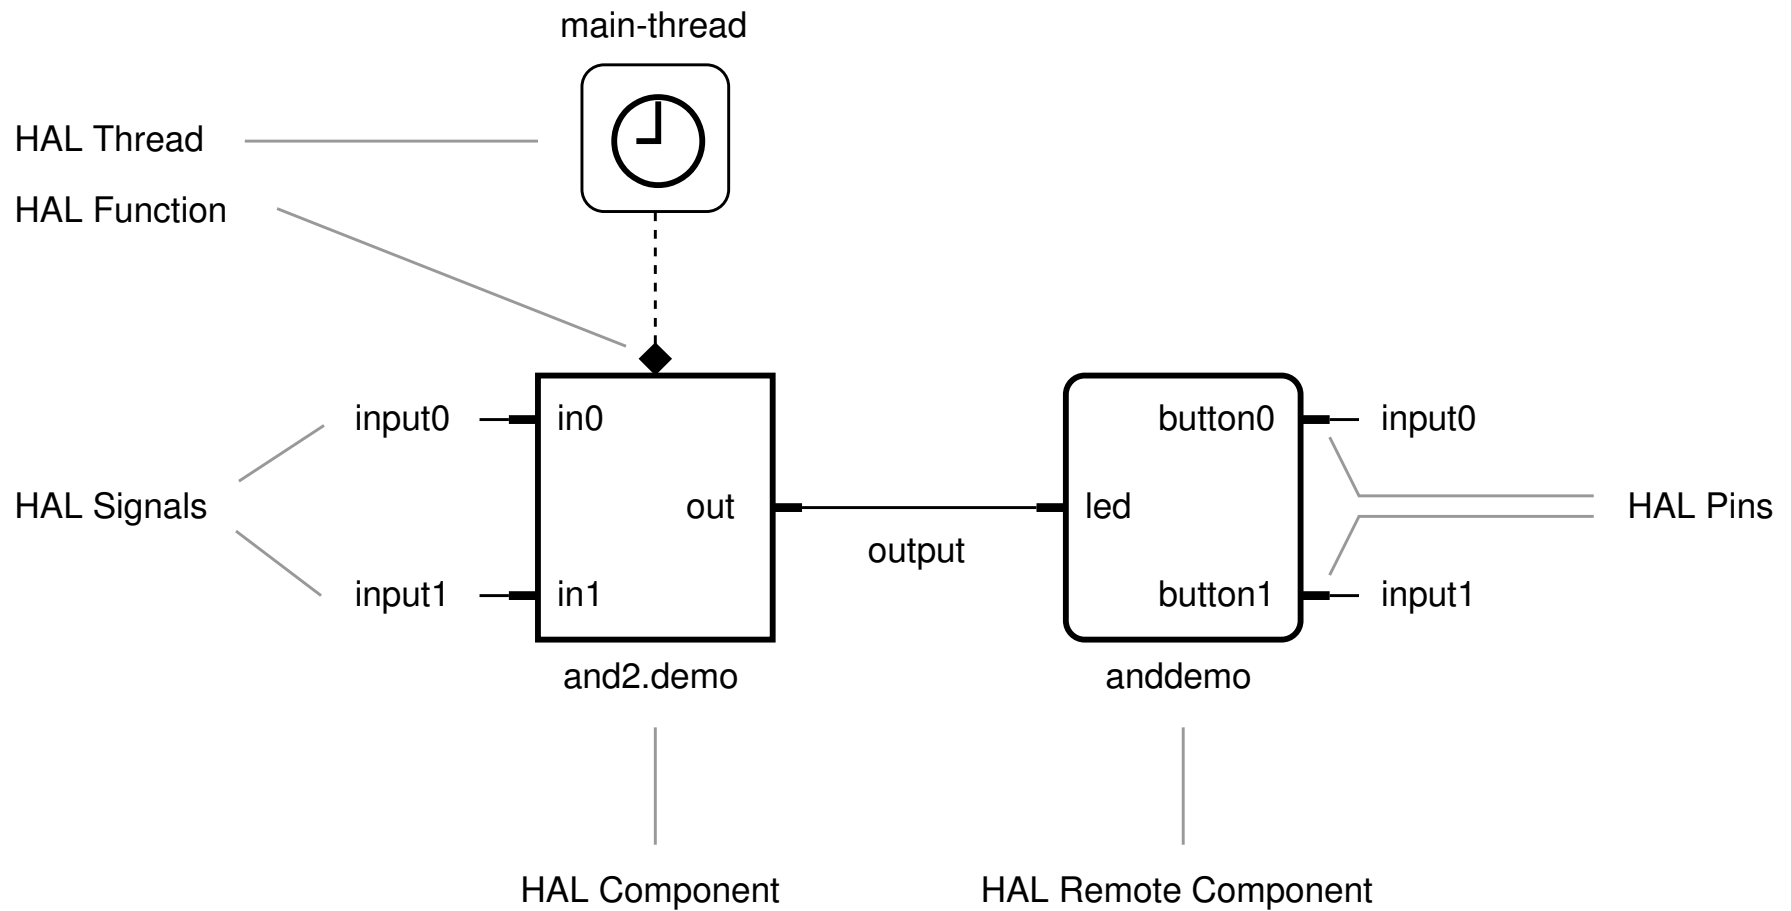 main-thread
HAL Thread
HAL Function
input0
in0
button0
input0
HAL Signals
out
led
HAL Pins
output
input1
in1
button1
input1
and2.demo
anddemo
HAL Component
HAL Remote Component